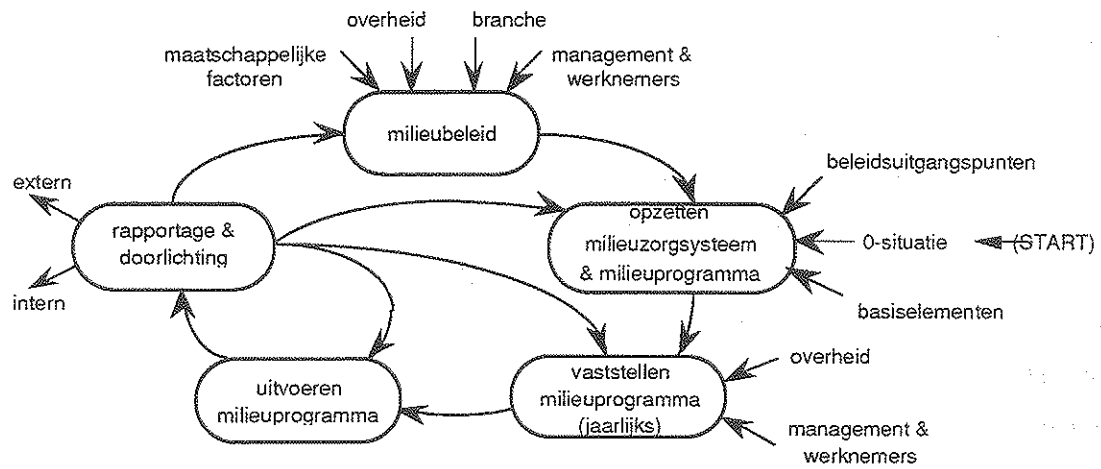 overheid
branche
maatschappelijke
factoren
management &
werknemers
milieubeleid
extern
rapportage &
doorlichting
intern
opzetten
milieuzorgsysteem
& milieuprogramma
beleidsuitgangspunten
0-situatie
(START)
basiselementen
uitvoeren
milieuprogramma
vaststellen
milieuprogramma
(jaarlijks)
overheid
management &
werknemers